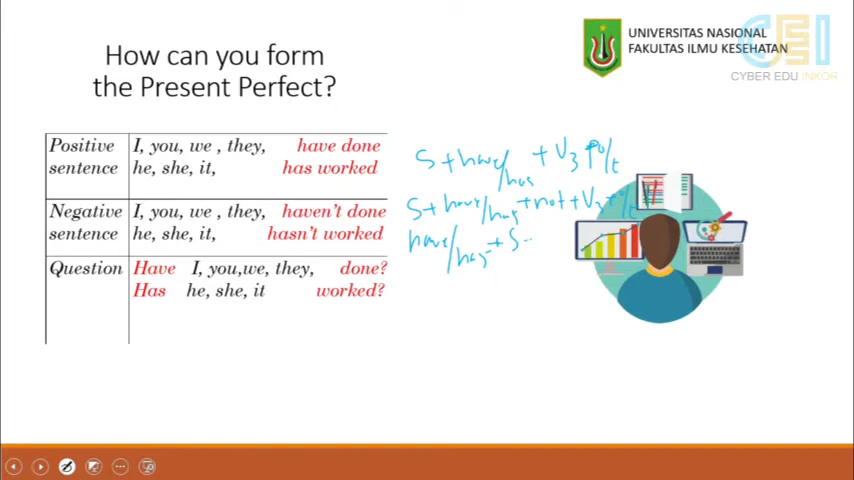 How can you form
the Present Perfect?
UNIVERSITAS NASIONAL
FAKULTAS ILMU KESEHATAN
CYBER EDU INKOR
Positive I, you, we , they, have done
sentence he, she, it, has worked
Negative I, you, we , they, haven't done
sentence he, she, it, hasn't worked
Question Have I, you,we, they, done?
Has he, she, it worked?
S + have/has + V3 + o/t
S + have/has + not + V3 + o/t
have/has + S